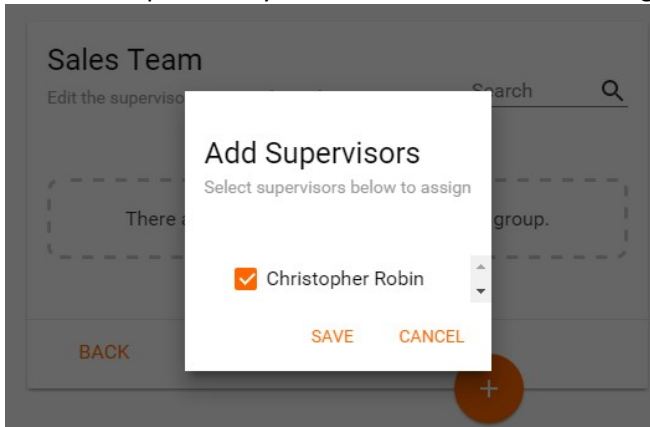 Sales Team
Edit the superviso
Search
Add Supervisors
Select supervisors below to assign
There
group.
Christopher Robin
SAVE CANCEL
BACK
+